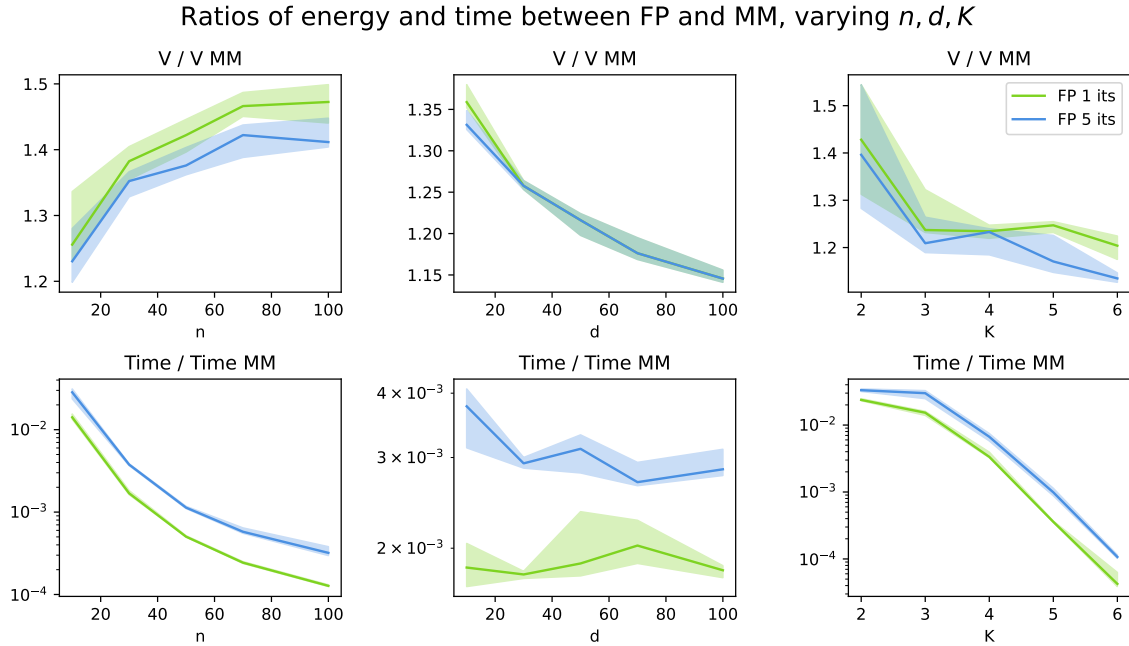 Ratios of energy and time between FP and MM, varying n, d, K
V / V MM
1.5
1.4
1.3
1.2
20 40 60 80 100
n
V / V MM
1.35
1.30
1.25
1.20
1.15
20 40 60 80 100
d
V / V MM
FP 1 its
FP 5 its
1.5
1.4
1.3
1.2
2 3 4 5 6
K
Time / Time MM
10⁻²
10⁻³
10⁻⁴
20 40 60 80 100
n
Time / Time MM
4 × 10⁻³
3 × 10⁻³
2 × 10⁻³
20 40 60 80 100
d
Time / Time MM
10⁻²
10⁻³
10⁻⁴
2 3 4 5 6
K